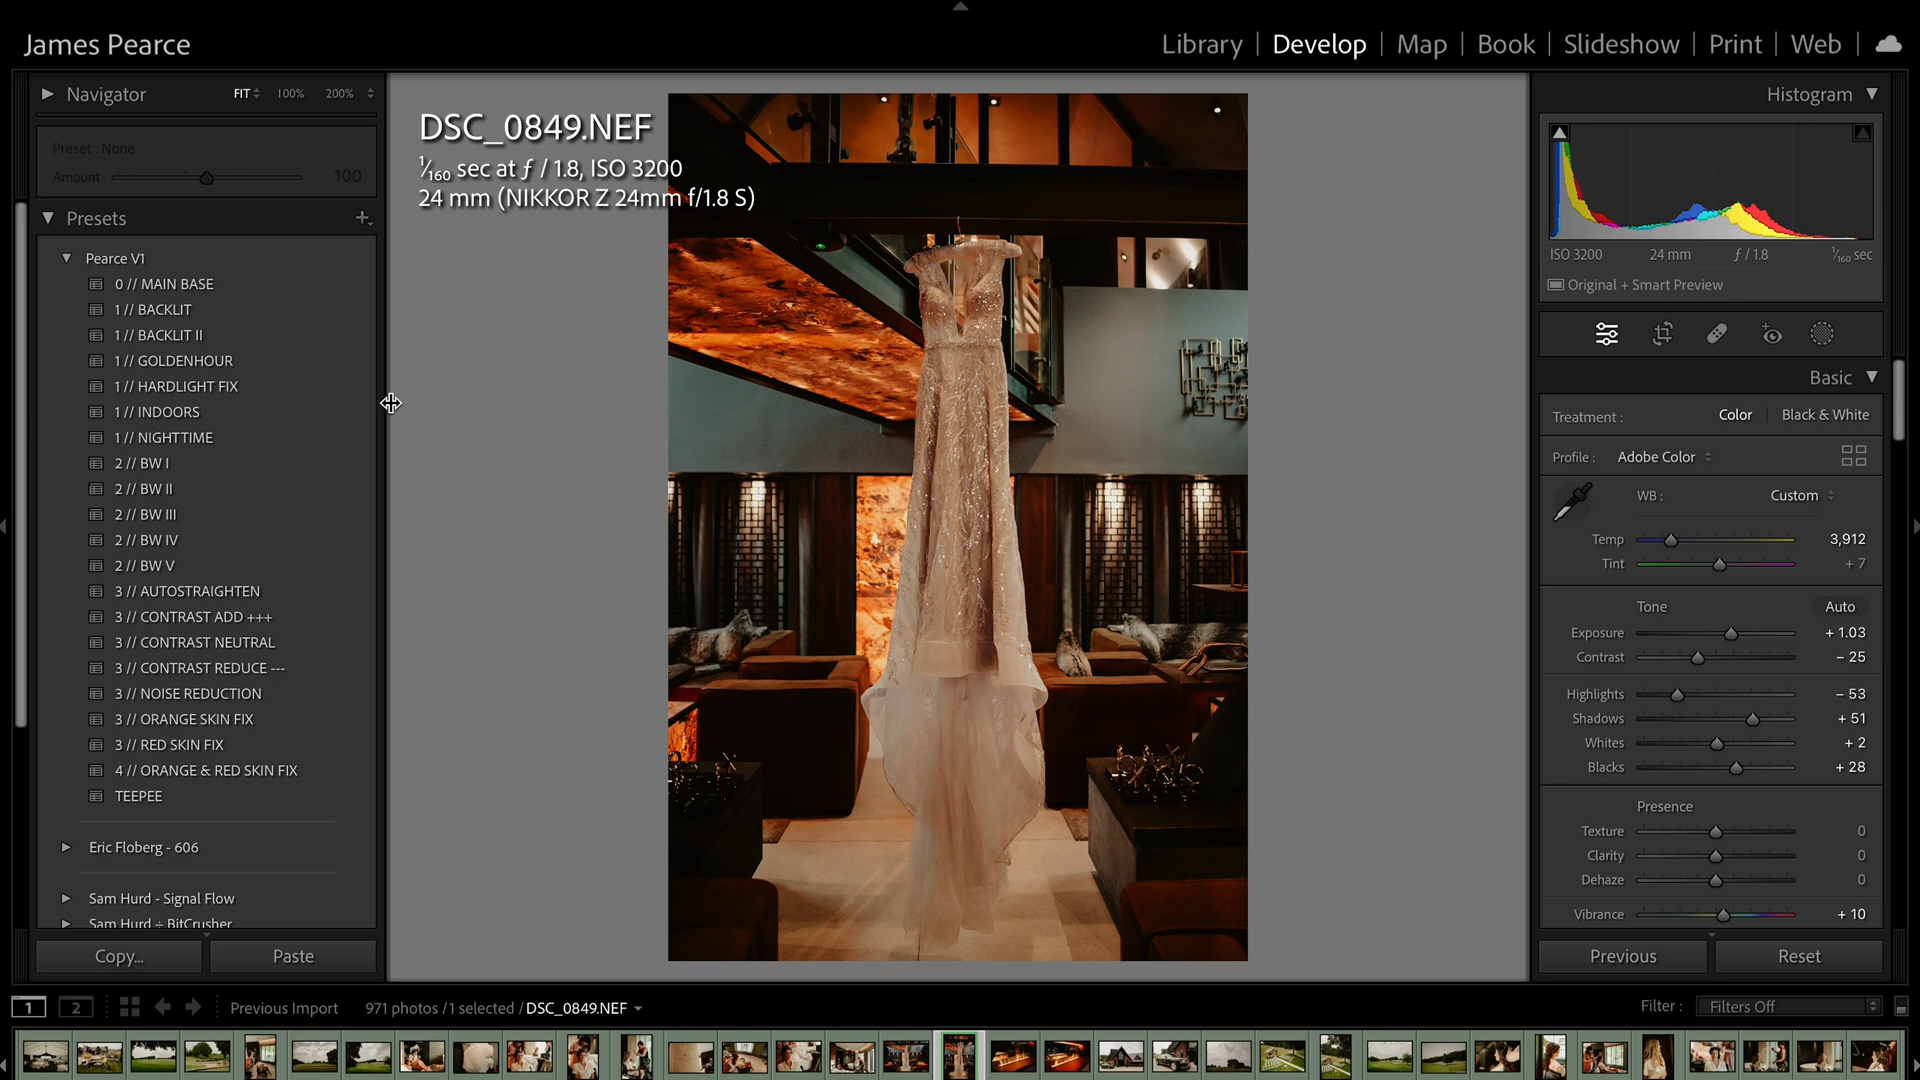 James Pearce
Library | Develop | Map | Book | Slideshow | Print | Web
Navigator FIT 100% 200%
Preset : None
Amount 100
Presets
Pearce V1
0 // MAIN BASE
1 // BACKLIT
1 // BACKLIT II
1 // GOLDENHOUR
1 // HARDLIGHT FIX
1 // INDOORS
1 // NIGHTTIME
2 // BW I
2 // BW II
2 // BW III
2 // BW IV
2 // BW V
3 // AUTOSTRAIGHTEN
3 // CONTRAST ADD +++
3 // CONTRAST NEUTRAL
3 // CONTRAST REDUCE ---
3 // NOISE REDUCTION
3 // ORANGE SKIN FIX
3 // RED SKIN FIX
4 // ORANGE & RED SKIN FIX
TEEPEE
Eric Floberg - 606
Sam Hurd - Signal Flow
Sam Hurd ÷ BitCrusher
Copy... Paste
DSC_0849.NEF
1/160 sec at ƒ / 1.8, ISO 3200
24 mm (NIKKOR Z 24mm f/1.8 S)
Histogram
ISO 3200 24 mm ƒ / 1.8 1/160 sec
Original + Smart Preview
Basic
Treatment : Color | Black & White
Profile : Adobe Color
WB : Custom
Temp 3,912
Tint + 7
Tone Auto
Exposure + 1.03
Contrast – 25
Highlights – 53
Shadows + 51
Whites + 2
Blacks + 28
Presence
Texture 0
Clarity 0
Dehaze 0
Vibrance + 10
Previous Reset
1 2 Previous Import 971 photos / 1 selected / DSC_0849.NEF
Filter : Filters Off